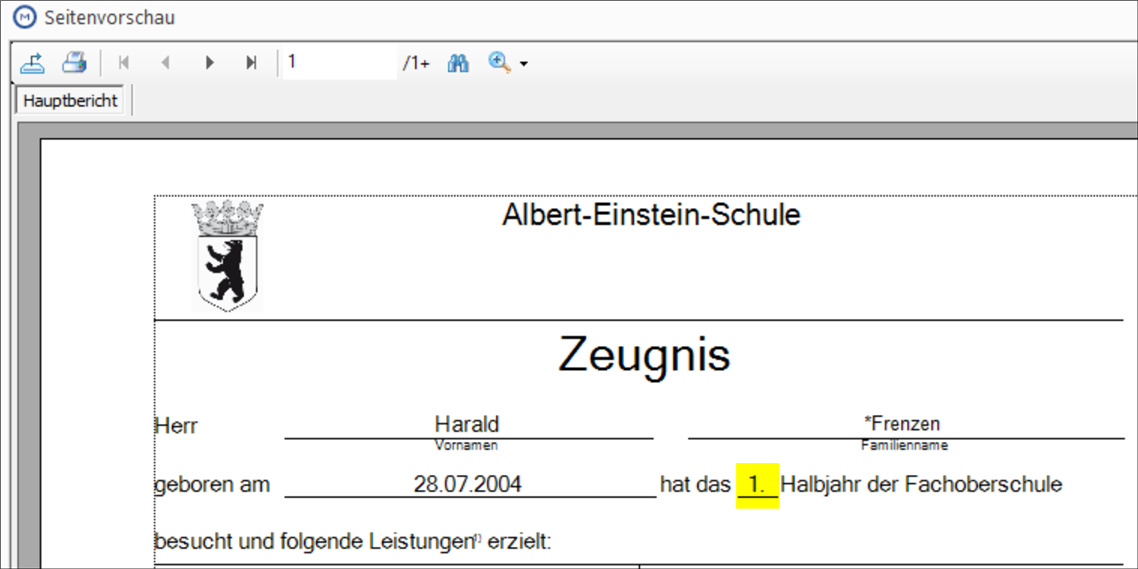 Seitenvorschau
1 /1+
Hauptbericht
Albert-Einstein-Schule
Zeugnis
Herr Harald *Frenzen
Vornamen Familienname
geboren am 28.07.2004 hat das 1. Halbjahr der Fachoberschule
besucht und folgende Leistungen¹⁾ erzielt: